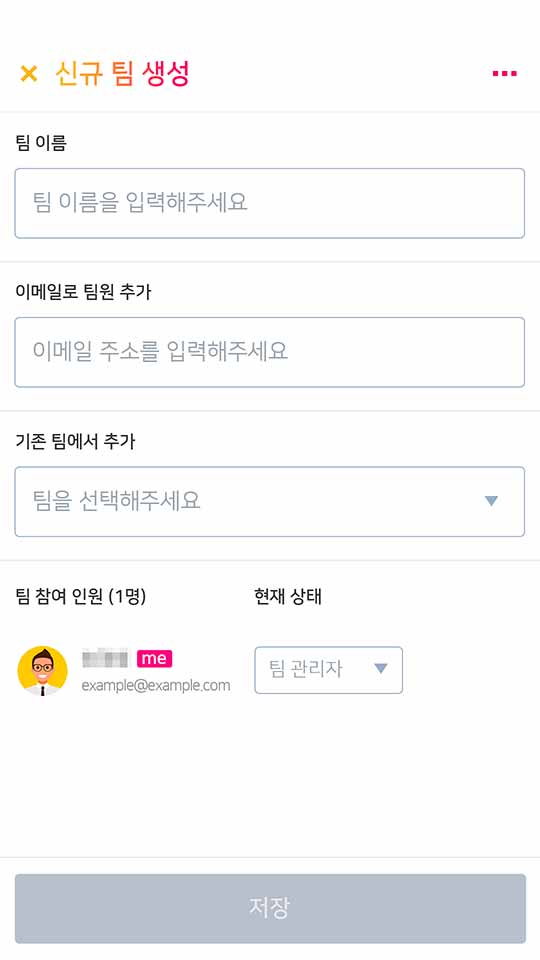 신규 팀 생성
팀 이름
팀 이름을 입력해주세요
이메일로 팀원 추가
이메일 주소를 입력해주세요
기존 팀에서 추가
팀을 선택해주세요
팀 참여 인원 (1명) 현재 상태
me
example@example.com
팀 관리자
저장